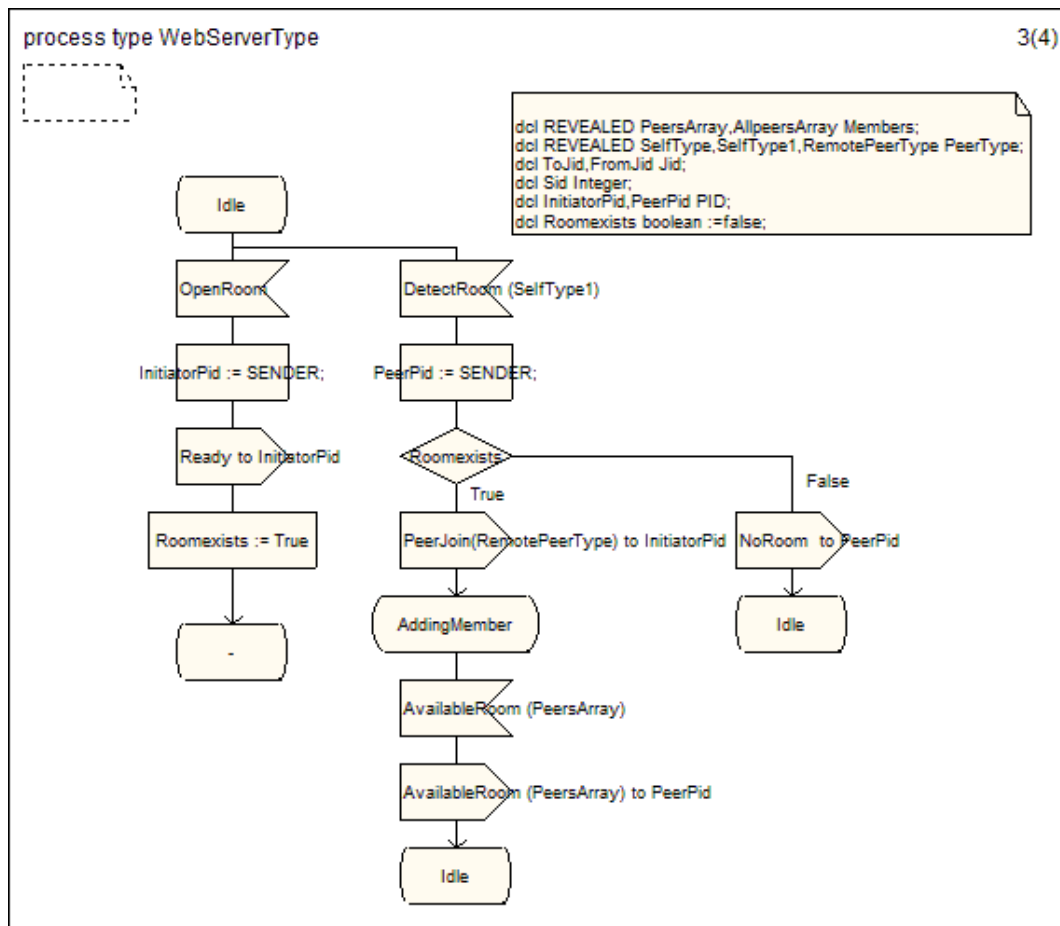 process type WebServerType
3(4)
dcl REVEALED PeersArray,AllpeersArray Members;
dcl REVEALED SelfType,SelfType1,RemotePeerType PeerType;
dcl ToJid,FromJid Jid;
dcl Sid Integer;
dcl InitiatorPid,PeerPid PID;
dcl Roomexists boolean :=false;
Idle
OpenRoom
DetectRoom (SelfType1)
InitiatorPid := SENDER;
PeerPid := SENDER;
Ready to InitiatorPid
Roomexists
True
False
Roomexists := True
PeerJoin(RemotePeerType) to InitiatorPid
NoRoom to PeerPid
-
AddingMember
Idle
AvailableRoom (PeersArray)
AvailableRoom (PeersArray) to PeerPid
Idle